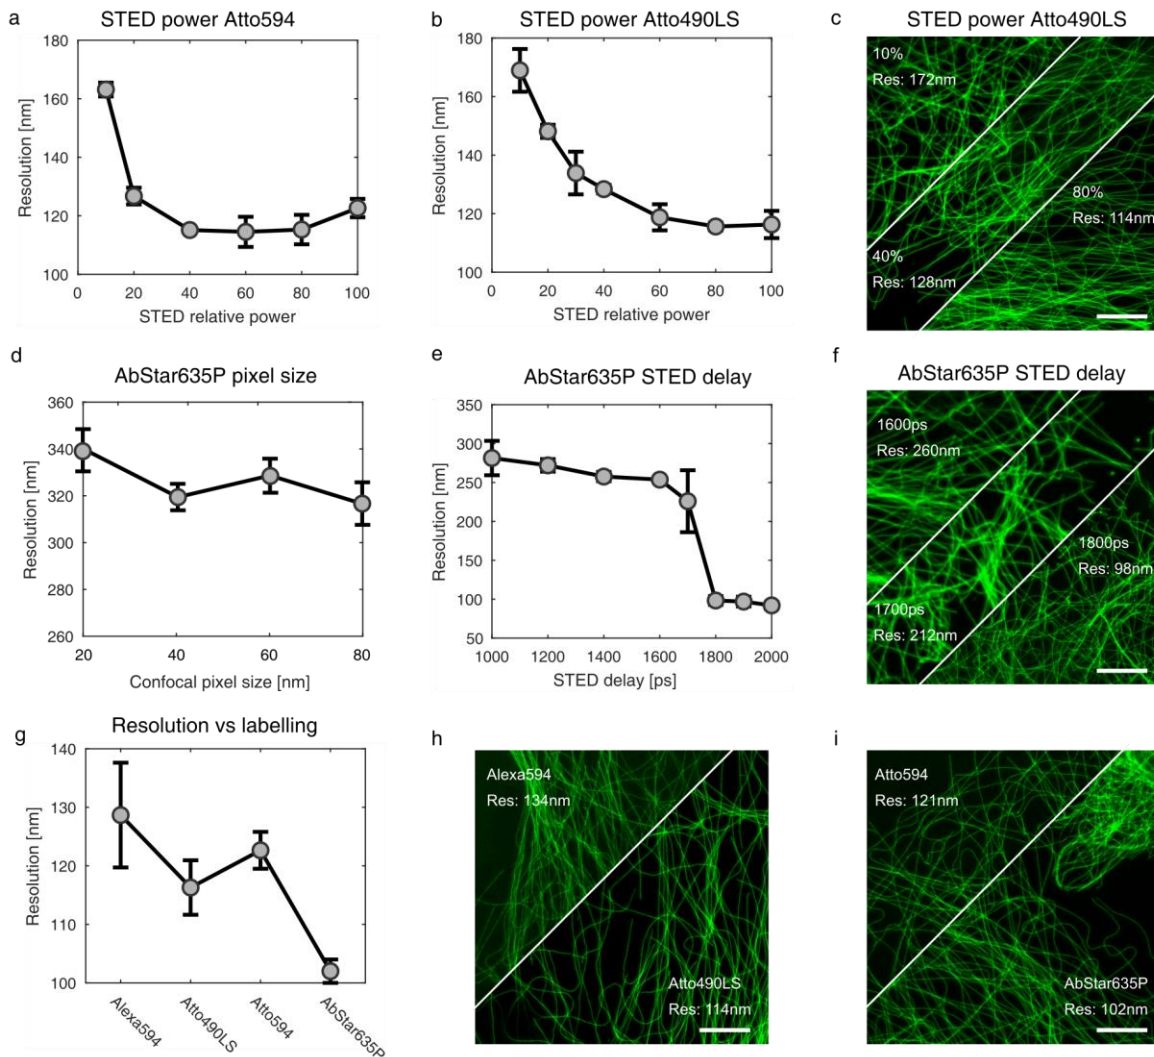 a
STED power Atto594
180
160
140
120
100
Resolution [nm]
0 20 40 60 80 100
STED relative power
b
STED power Atto490LS
180
160
140
120
100
Resolution [nm]
0 20 40 60 80 100
STED relative power
c
STED power Atto490LS
10%
Res: 172nm
80%
Res: 114nm
40%
Res: 128nm
d
AbStar635P pixel size
360
340
320
300
280
260
Resolution [nm]
20 40 60 80
Confocal pixel size [nm]
e
AbStar635P STED delay
350
300
250
200
150
100
50
Resolution [nm]
1000 1200 1400 1600 1800 2000
STED delay [ps]
f
AbStar635P STED delay
1600ps
Res: 260nm
1800ps
Res: 98nm
1700ps
Res: 212nm
g
Resolution vs labelling
140
130
120
110
100
Resolution [nm]
Alexa594
Atto490LS
Atto594
AbStar635P
h
Alexa594
Res: 134nm
Atto490LS
Res: 114nm
i
Atto594
Res: 121nm
AbStar635P
Res: 102nm